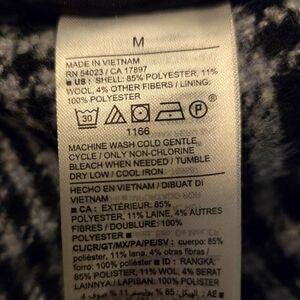 M
MADE IN VIETNAM
RN 54023 / CA 17897
■ US: SHELL: 85% POLYESTER, 11%
WOOL, 4% OTHER FIBERS / LINING:
100% POLYESTER
30 P
1166
MACHINE WASH COLD GENTLE
CYCLE / ONLY NON-CHLORINE
BLEACH WHEN NEEDED / TUMBLE
DRY LOW / COOL IRON
HECHO EN VIETNAM / DIBUAT DI
VIETNAM
■ CA: EXTÉRIEUR: 85%
POLYESTER, 11% LAINE, 4% AUTRES
FIBRES / DOUBLURE: 100%
POLYESTER
CL/CR/GT/MX/PA/PE/SV: cuerpo: 85%
poliéster, 11% lana, 4% otras fibras /
forro: 100% poliéster ■ ID: RANGKA:
85% POLIESTER, 11% WOL, 4% SERAT
LAINNYA / LAPISAN: 100% POLIESTER
■ AE